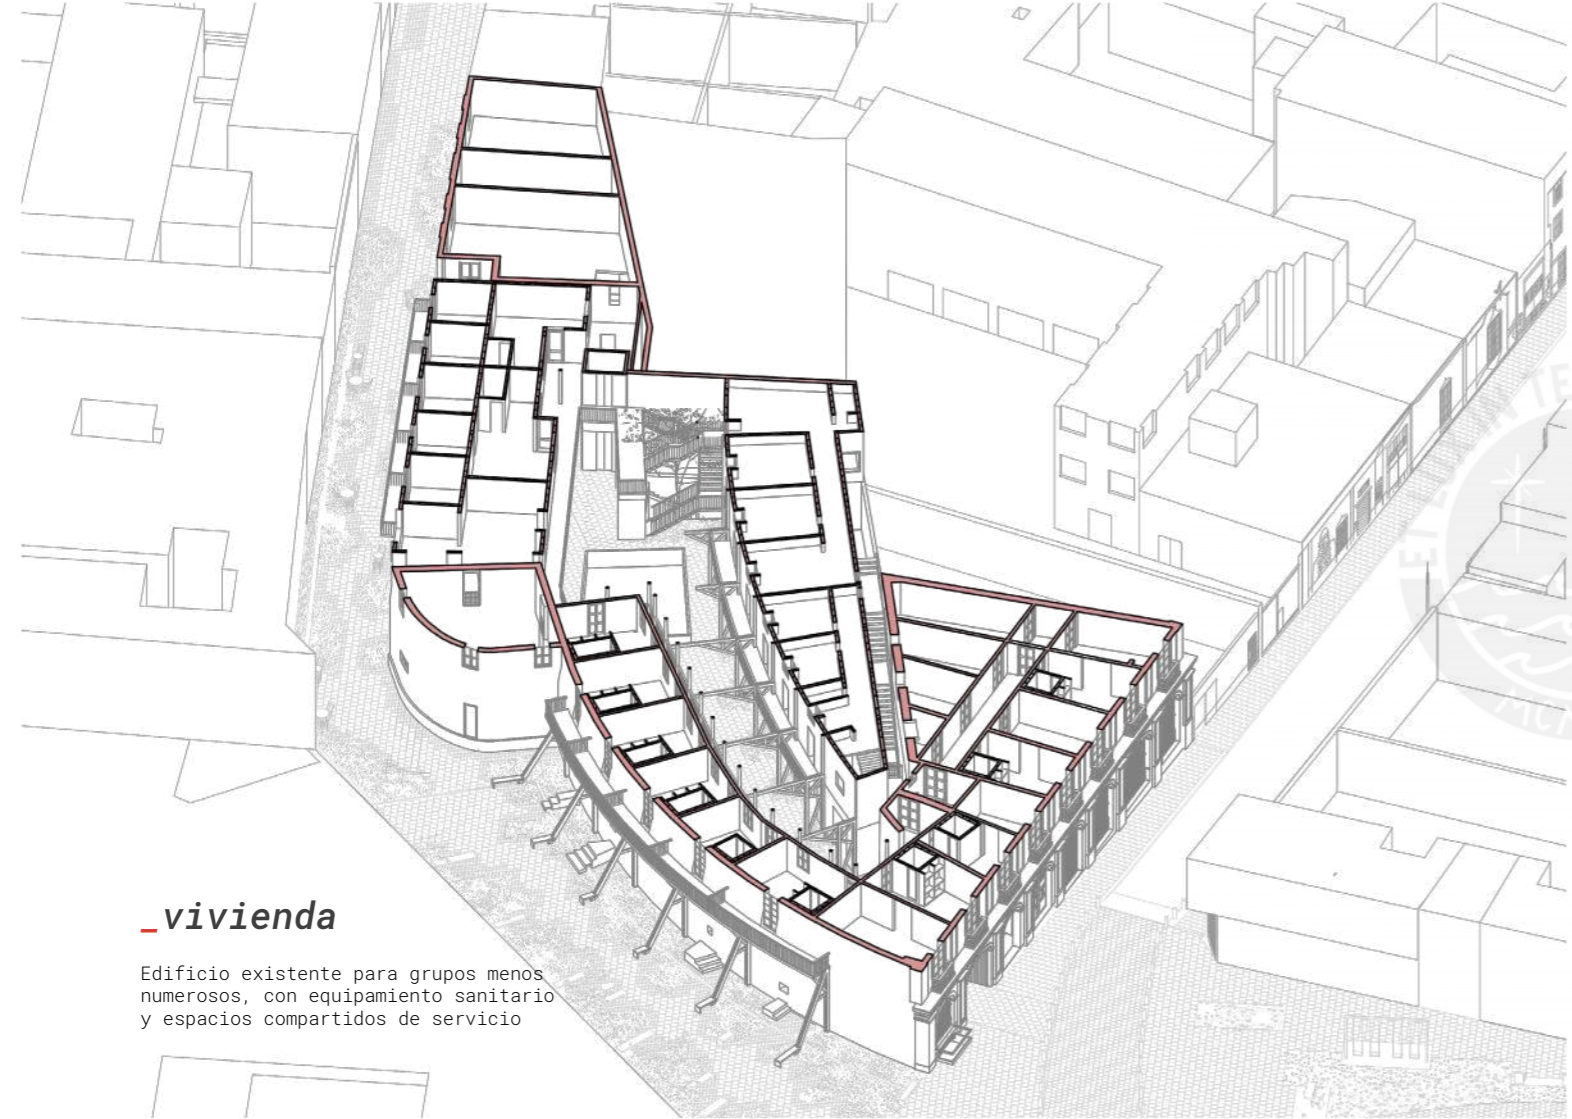 _vivienda
Edificio existente para grupos menos
numerosos, con equipamiento sanitario
y espacios compartidos de servicio